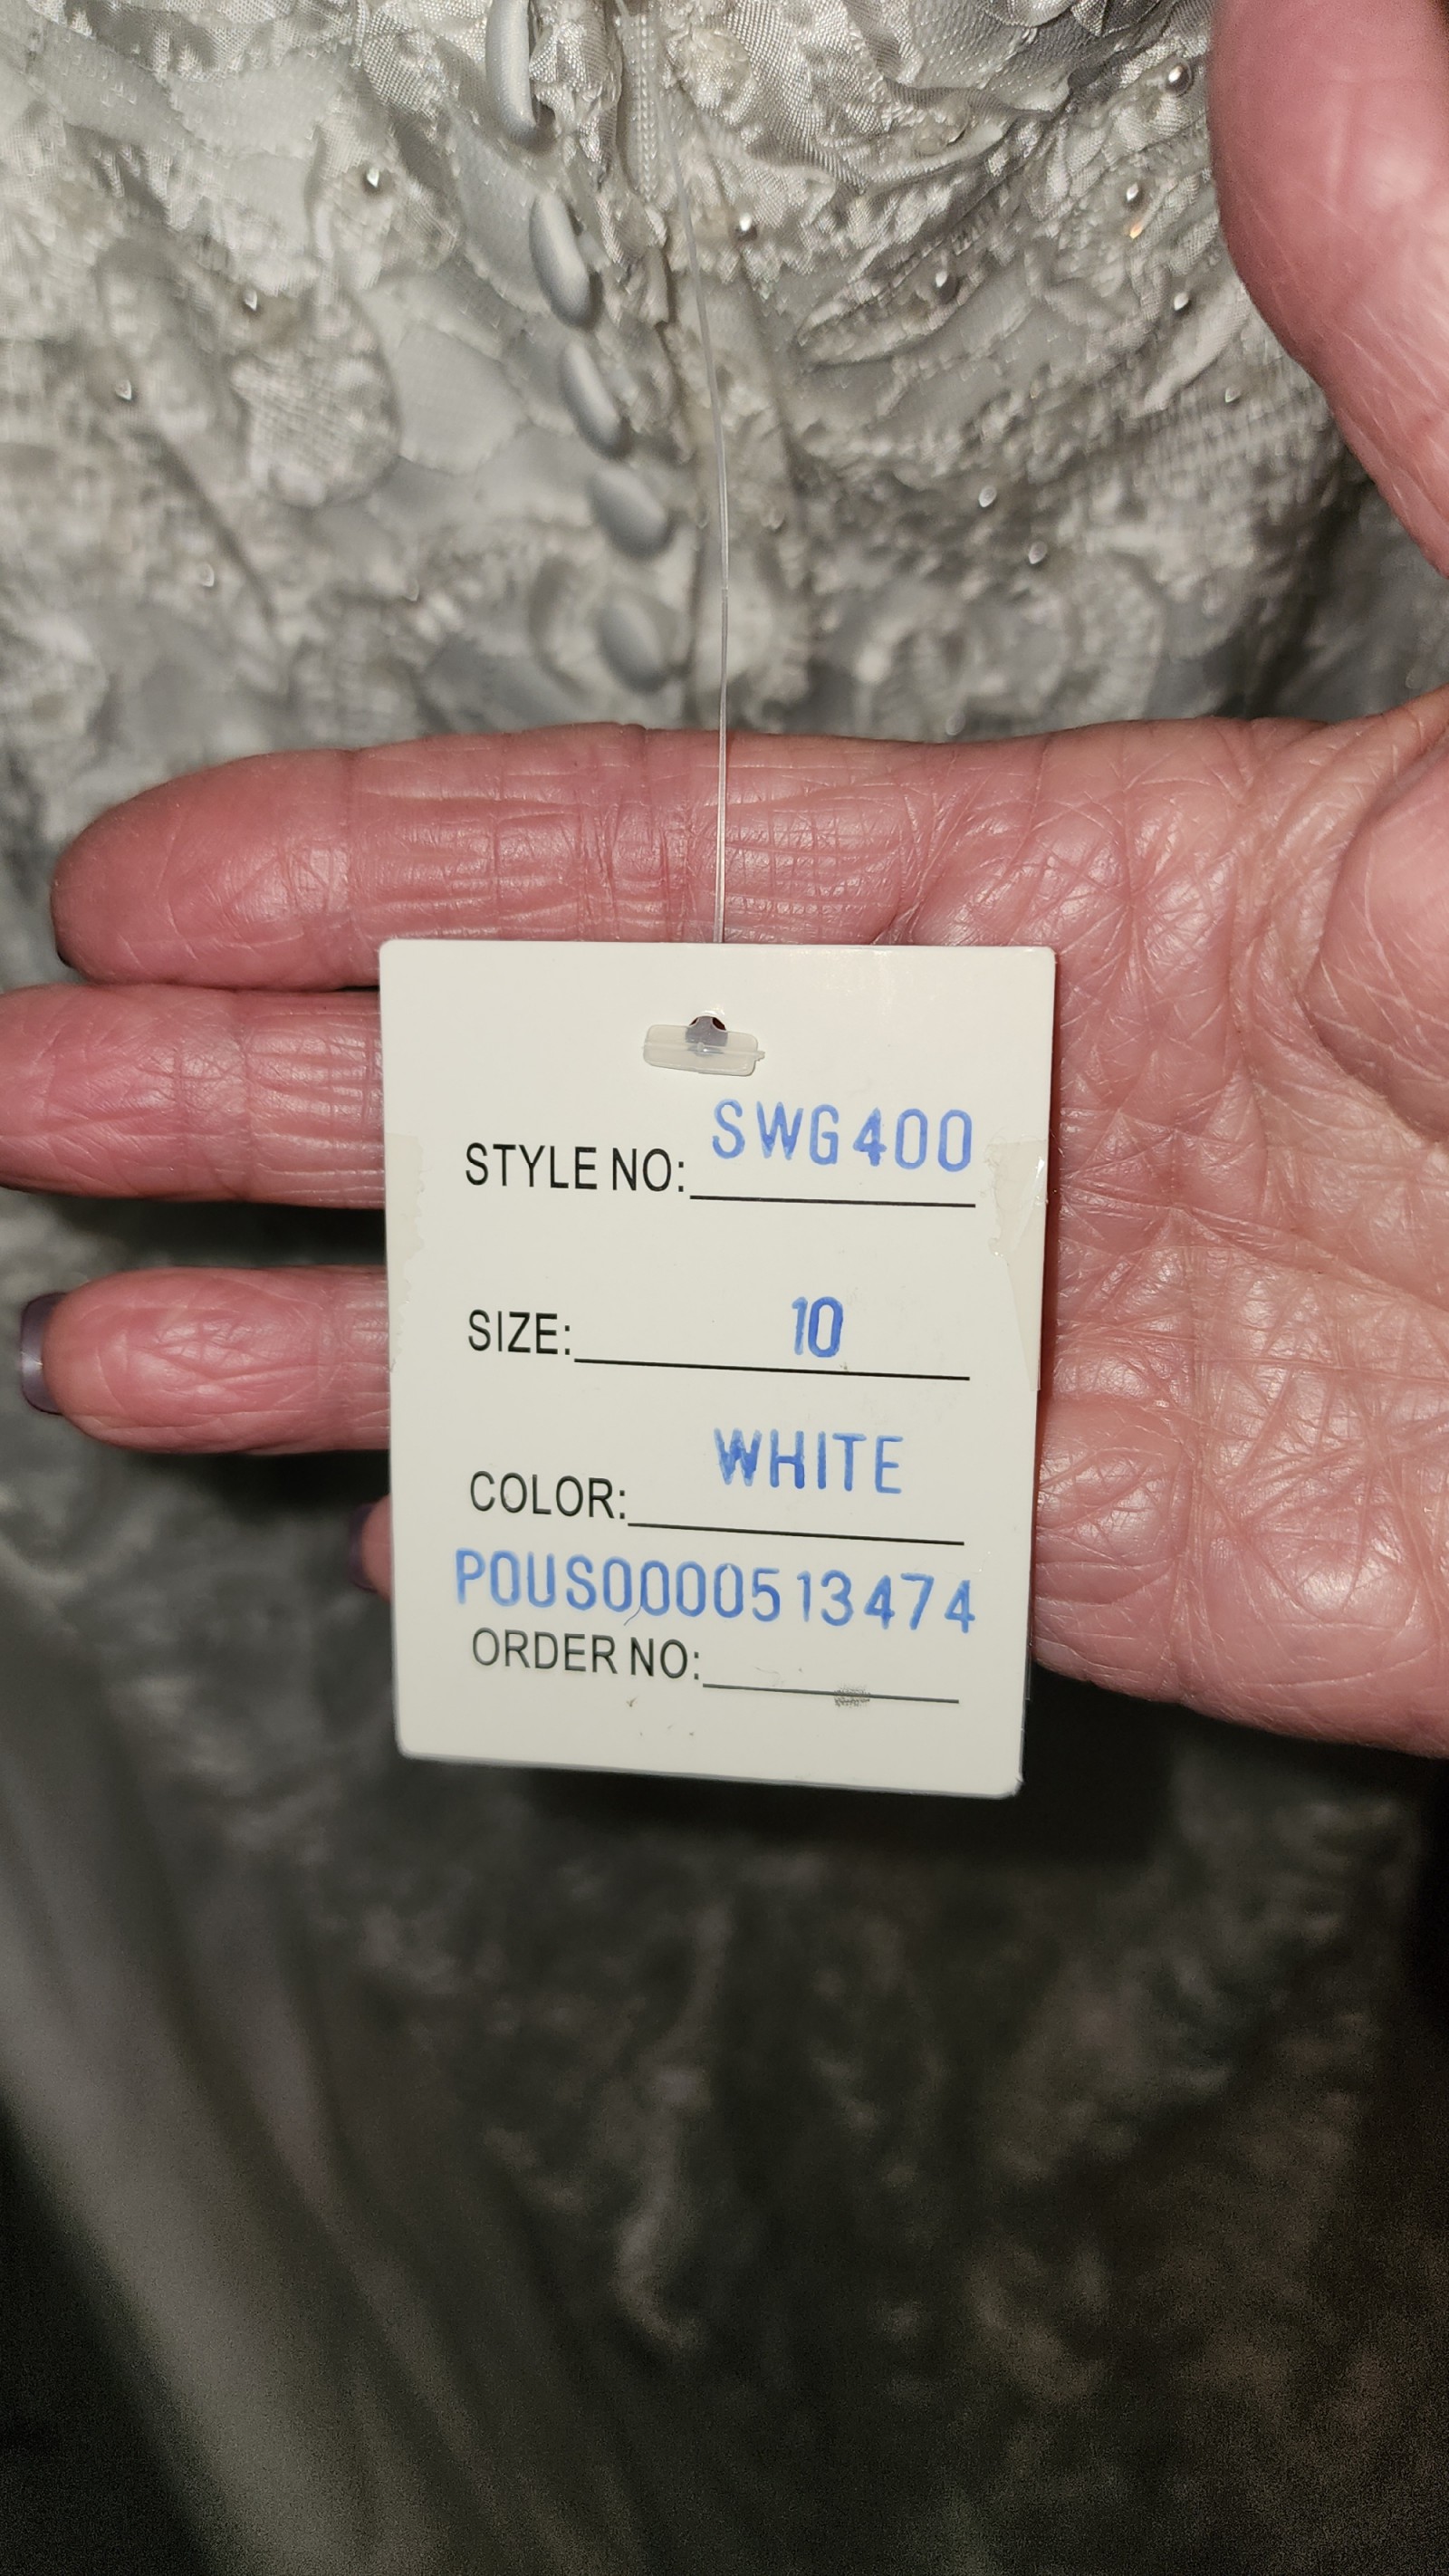 STYLE NO: SWG400
SIZE: 10
COLOR: WHITE
POUS0000513474
ORDER NO: